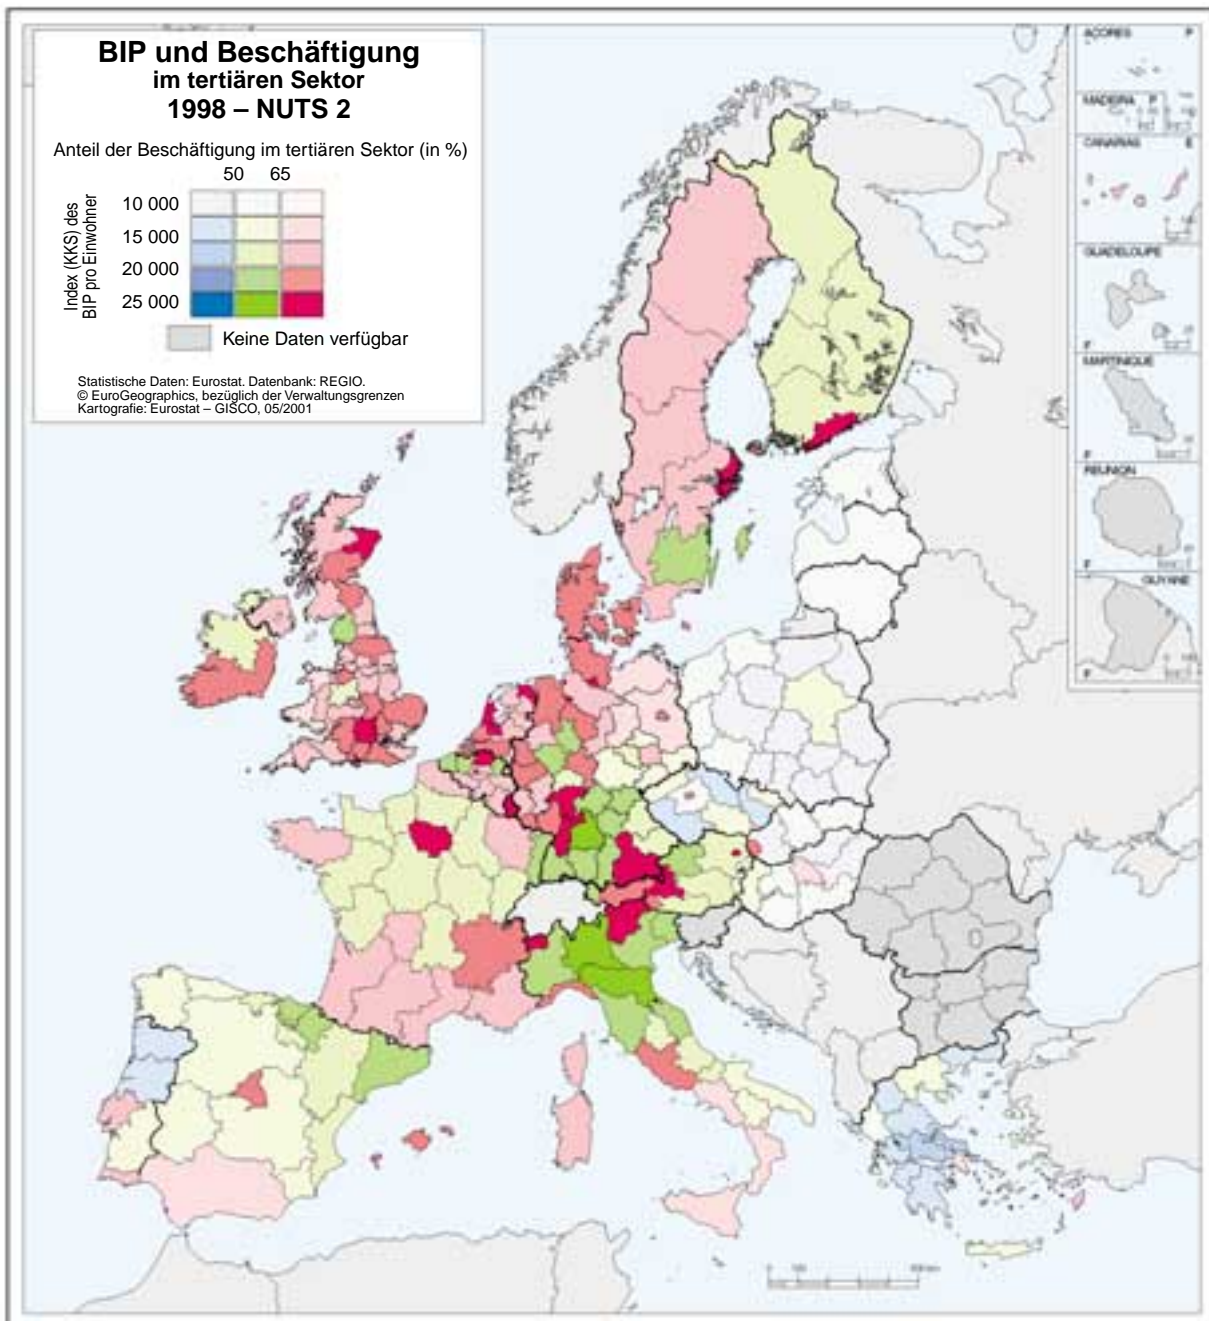 BIP und Beschäftigung
im tertiären Sektor
1998 – NUTS 2
Anteil der Beschäftigung im tertiären Sektor (in %)
50 65
Index (KKS) des
BIP pro Einwohner
10 000
15 000
20 000
25 000
Keine Daten verfügbar
Statistische Daten: Eurostat. Datenbank: REGIO.
© EuroGeographics, bezüglich der Verwaltungsgrenzen
Kartografie: Eurostat – GISCO, 05/2001
AÇORES P
MADEIRA P
CANARIAS E
GUADELOUPE
F
MARTINIQUE
F
REUNION
F
GUYANE
F